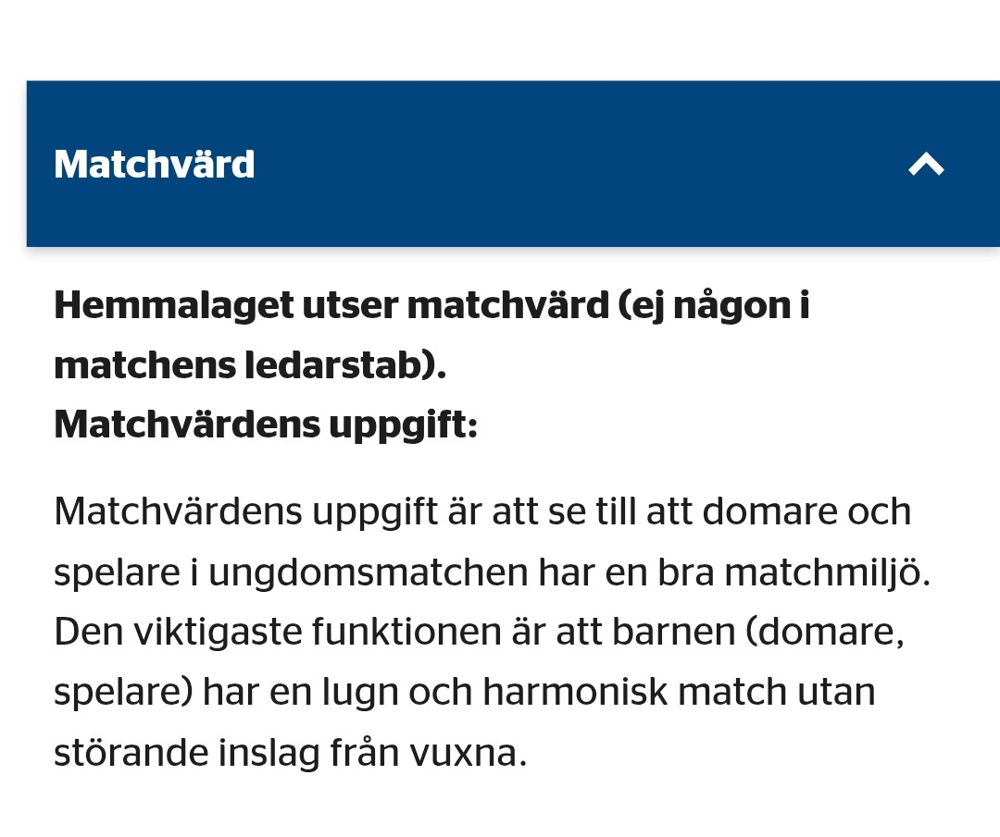 Matchvärd
Hemmalaget utser matchvärd (ej någon i
matchens ledarstab).
Matchvärdens uppgift:
Matchvärdens uppgift är att se till att domare och
spelare i ungdomsmatchen har en bra matchmiljö.
Den viktigaste funktionen är att barnen (domare,
spelare) har en lugn och harmonisk match utan
störande inslag från vuxna.